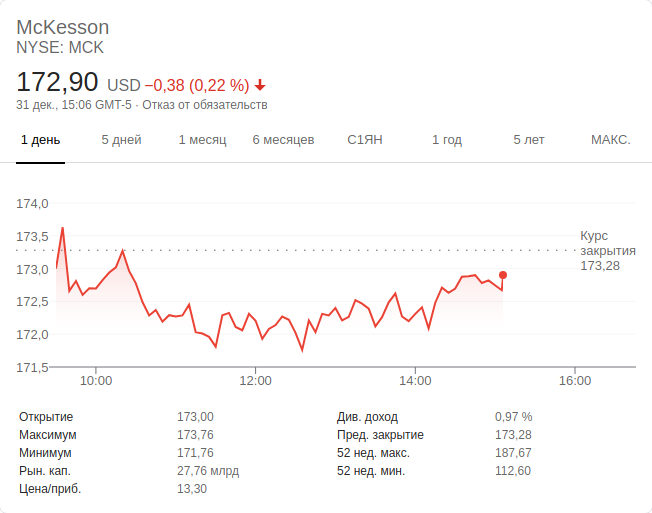 McKesson
NYSE: MCK
172,90 USD −0,38 (0,22 %)
31 дек., 15:06 GMT-5 · Отказ от обязательств
1 день 5 дней 1 месяц 6 месяцев С1ЯН 1 год 5 лет МАКС.
174,0
173,5
173,0
172,5
172,0
171,5
Курс
закрытия
173,28
10:00 12:00 14:00 16:00
Открытие 173,00 Див. доход 0,97 %
Максимум 173,76 Пред. закрытие 173,28
Минимум 171,76 52 нед. макс. 187,67
Рын. кап. 27,76 млрд 52 нед. мин. 112,60
Цена/приб. 13,30